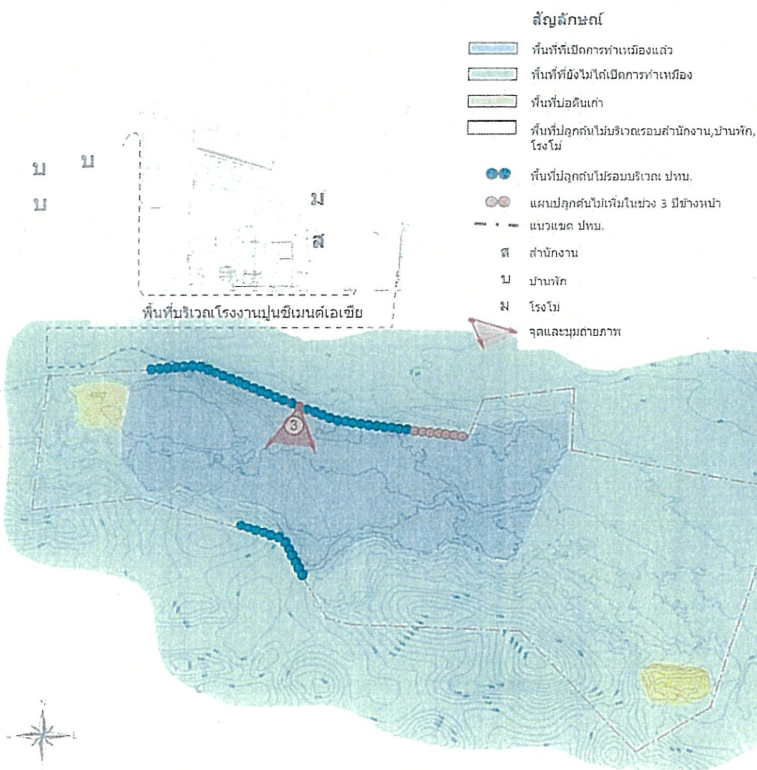 สัญลักษณ์
พื้นที่ที่เปิดการทำเหมืองแล้ว
พื้นที่ที่ยังไม่ได้เปิดการทำเหมือง
พื้นที่บ่อดินเก่า
พื้นที่ปลูกต้นไม้บริเวณรอบสำนักงาน,บ้านพัก,
โรงโม่
พื้นที่ปลูกต้นไม้รอบบริเวณ ปทบ.
แผนปลูกต้นไม้เพิ่มในช่วง 3 ปีข้างหน้า
แนวเขต ปทบ.
ส สำนักงาน
บ บ้านพัก
ม โรงโม่
จุดและมุมถ่ายภาพ
บ บ
บ
ม
ส
พื้นที่บริเวณโรงงานปูนซีเมนต์เอเซีย
3